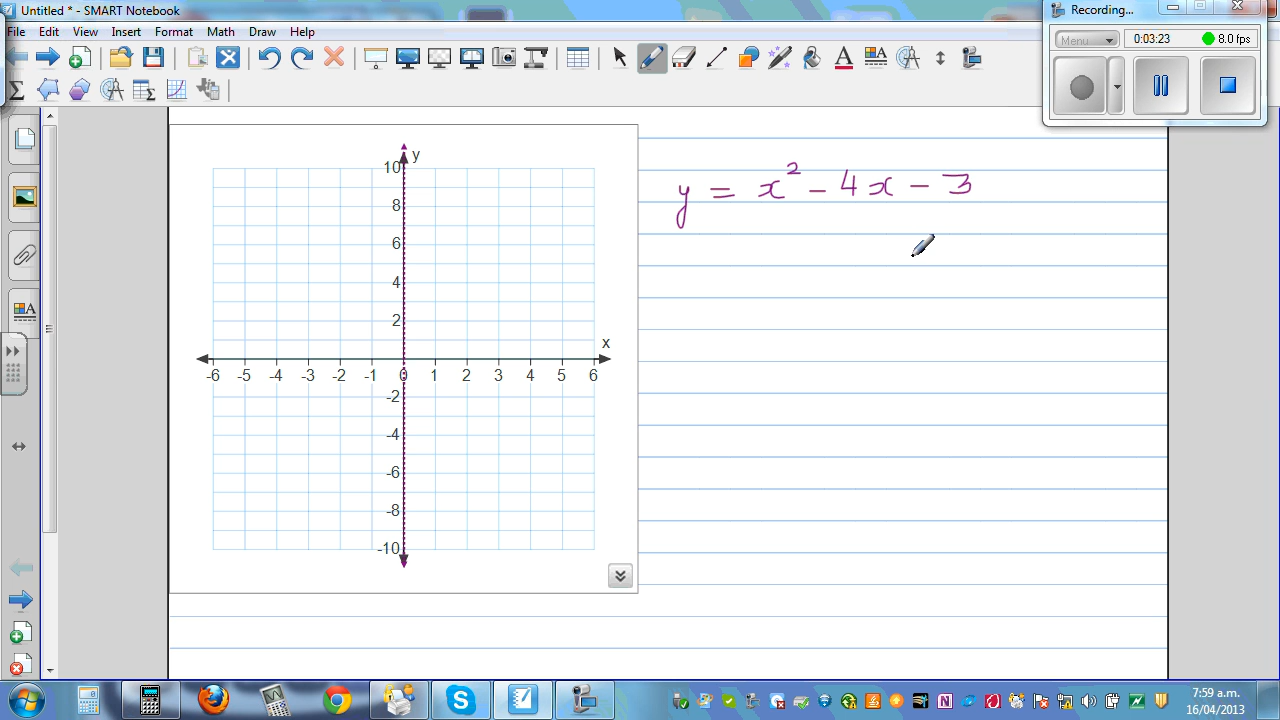 Untitled * - SMART Notebook
Recording...
File Edit View Insert Format Math Draw Help
Menu
0:03:23
8.0 fps
y
10
8
6
4
2
x
-6 -5 -4 -3 -2 -1 0 1 2 3 4 5 6
-2
-4
-6
-8
-10
y = x² - 4x - 3
7:59 a.m.
16/04/2013